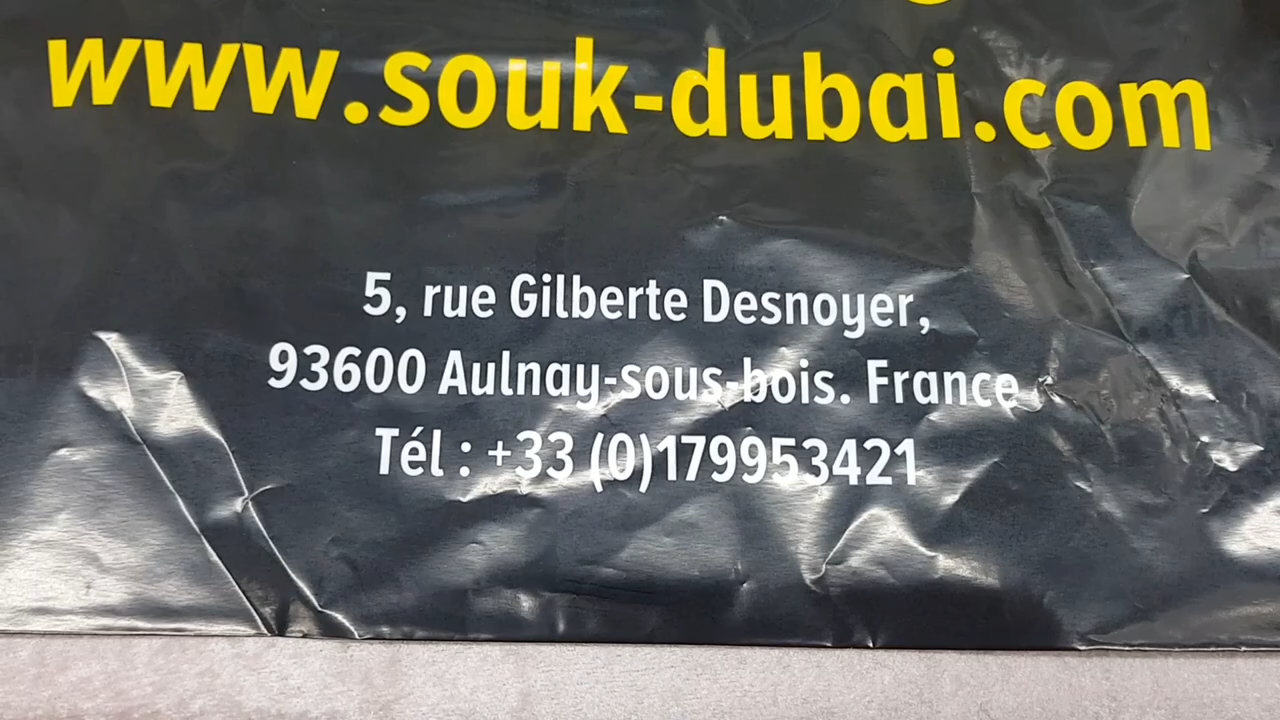 www.souk-dubai.com
5, rue Gilberte Desnoyer,
93600 Aulnay-sous-bois. France
Tél : +33 (0)179953421